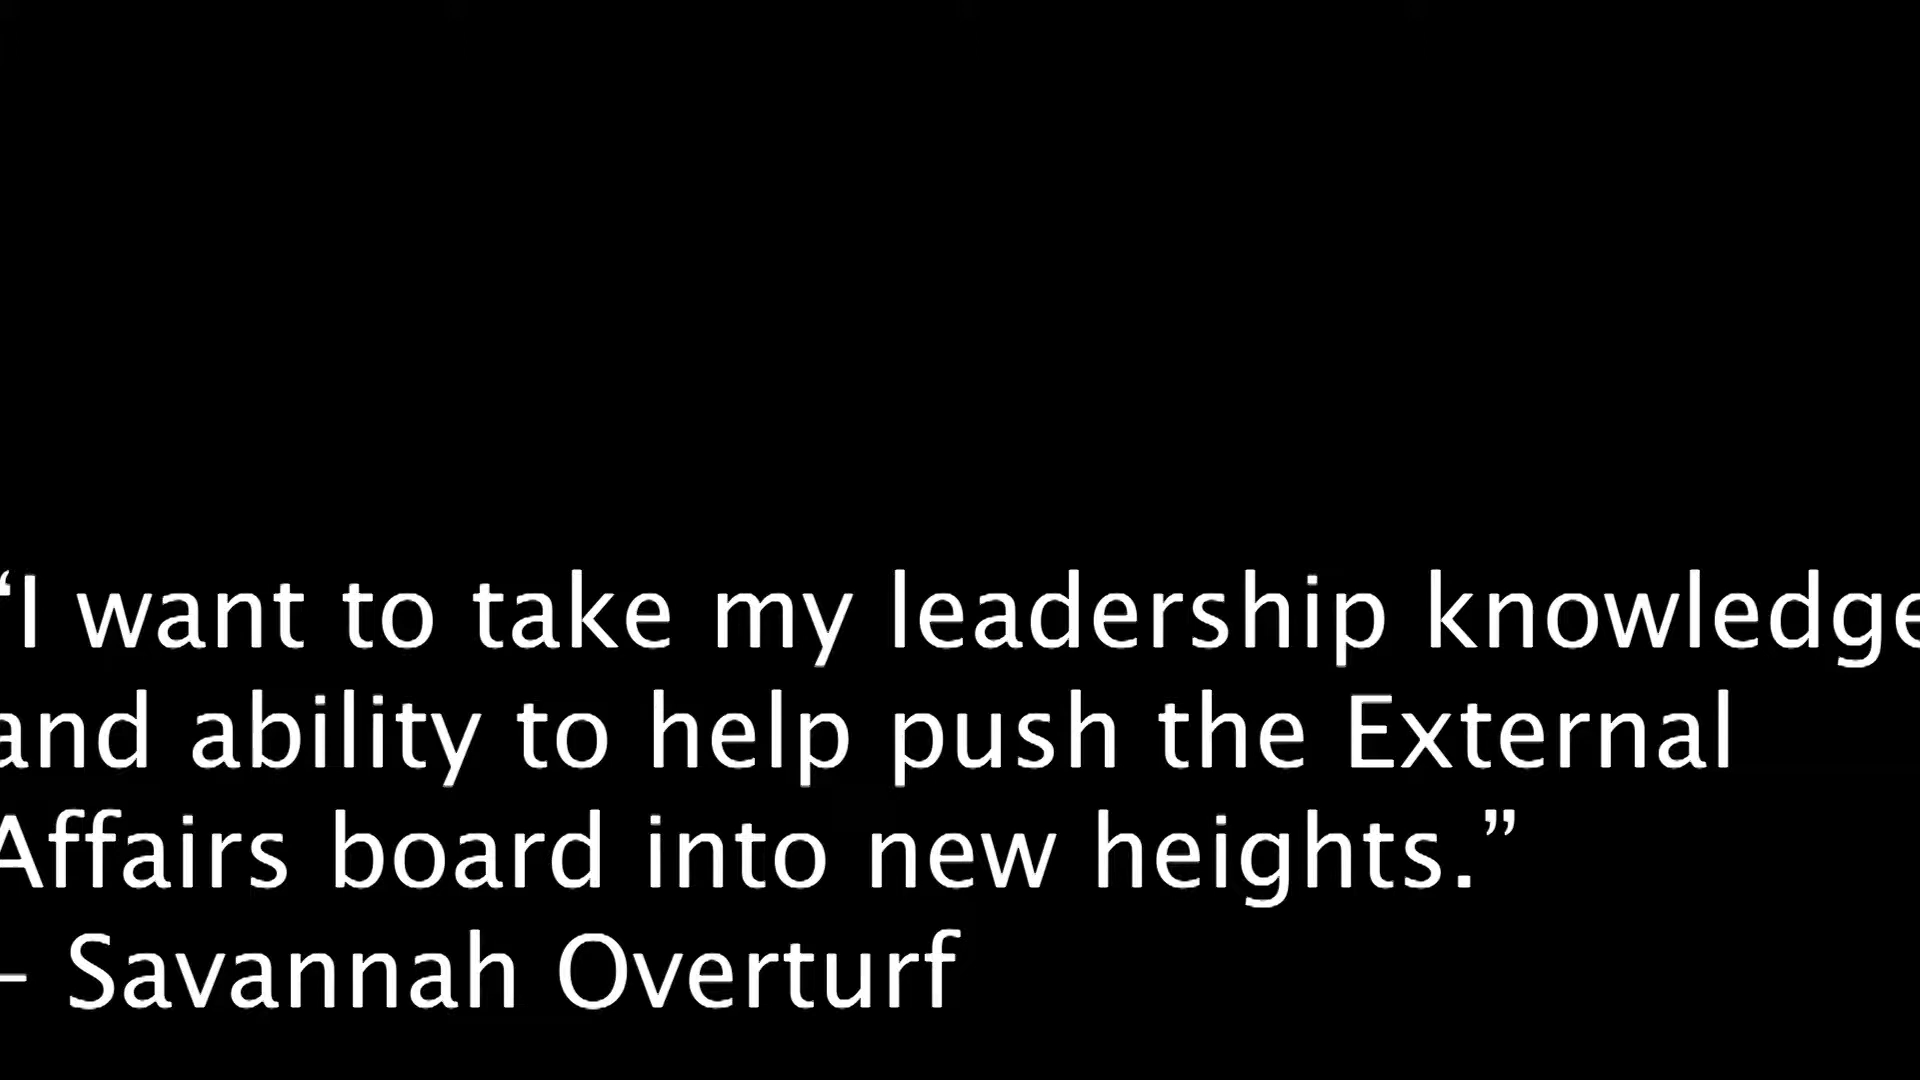 “I want to take my leadership knowledge
and ability to help push the External
Affairs board into new heights.”
– Savannah Overturf